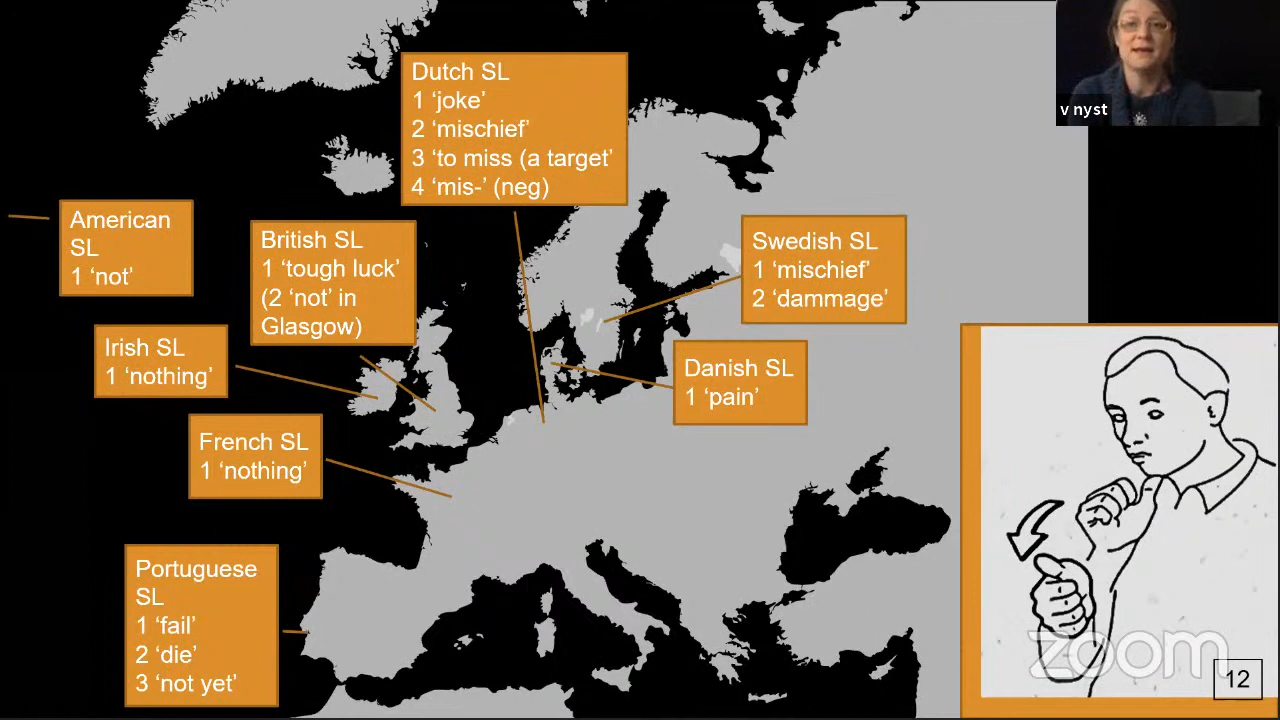 v nyst
Dutch SL
1 ‘joke’
2 ‘mischief’
3 ‘to miss (a target’
4 ‘mis-’ (neg)
American
SL
1 ‘not’
British SL
1 ‘tough luck’
(2 ‘not’ in
Glasgow)
Swedish SL
1 ‘mischief’
2 ‘dammage’
Irish SL
1 ‘nothing’
Danish SL
1 ‘pain’
French SL
1 ‘nothing’
Portuguese
SL
1 ‘fail’
2 ‘die’
3 ‘not yet’
zoom
12